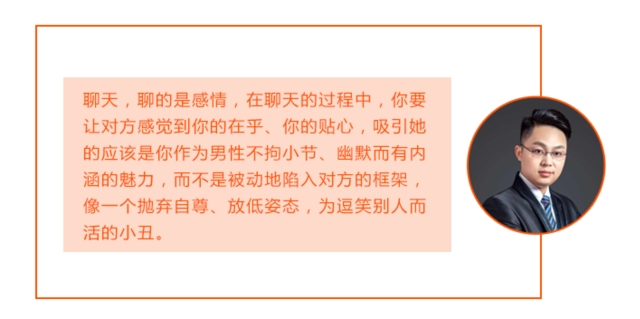 聊天，聊的是感情，在聊天的过程中，你要
让对方感觉到你的在乎、你的贴心，吸引她
的应该是你作为男性不拘小节、幽默而有内
涵的魅力，而不是被动地陷入对方的框架，
像一个抛弃自尊、放低姿态，为逗笑别人而
活的小丑。